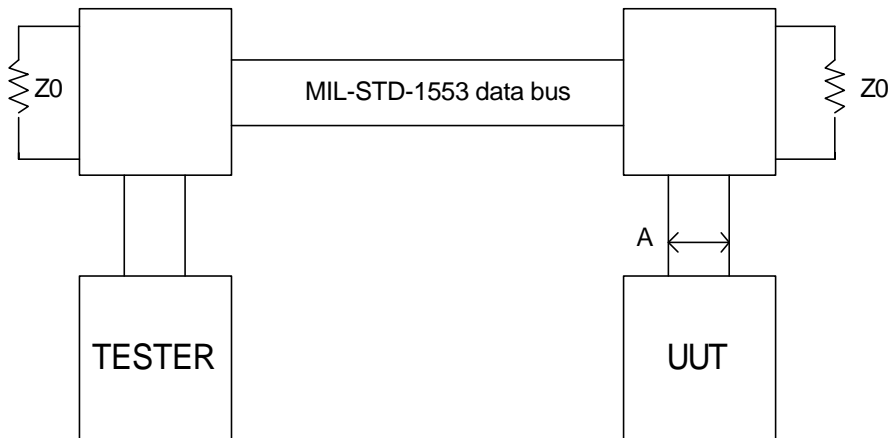 Z0
MIL-STD-1553 data bus
Z0
A
TESTER
UUT